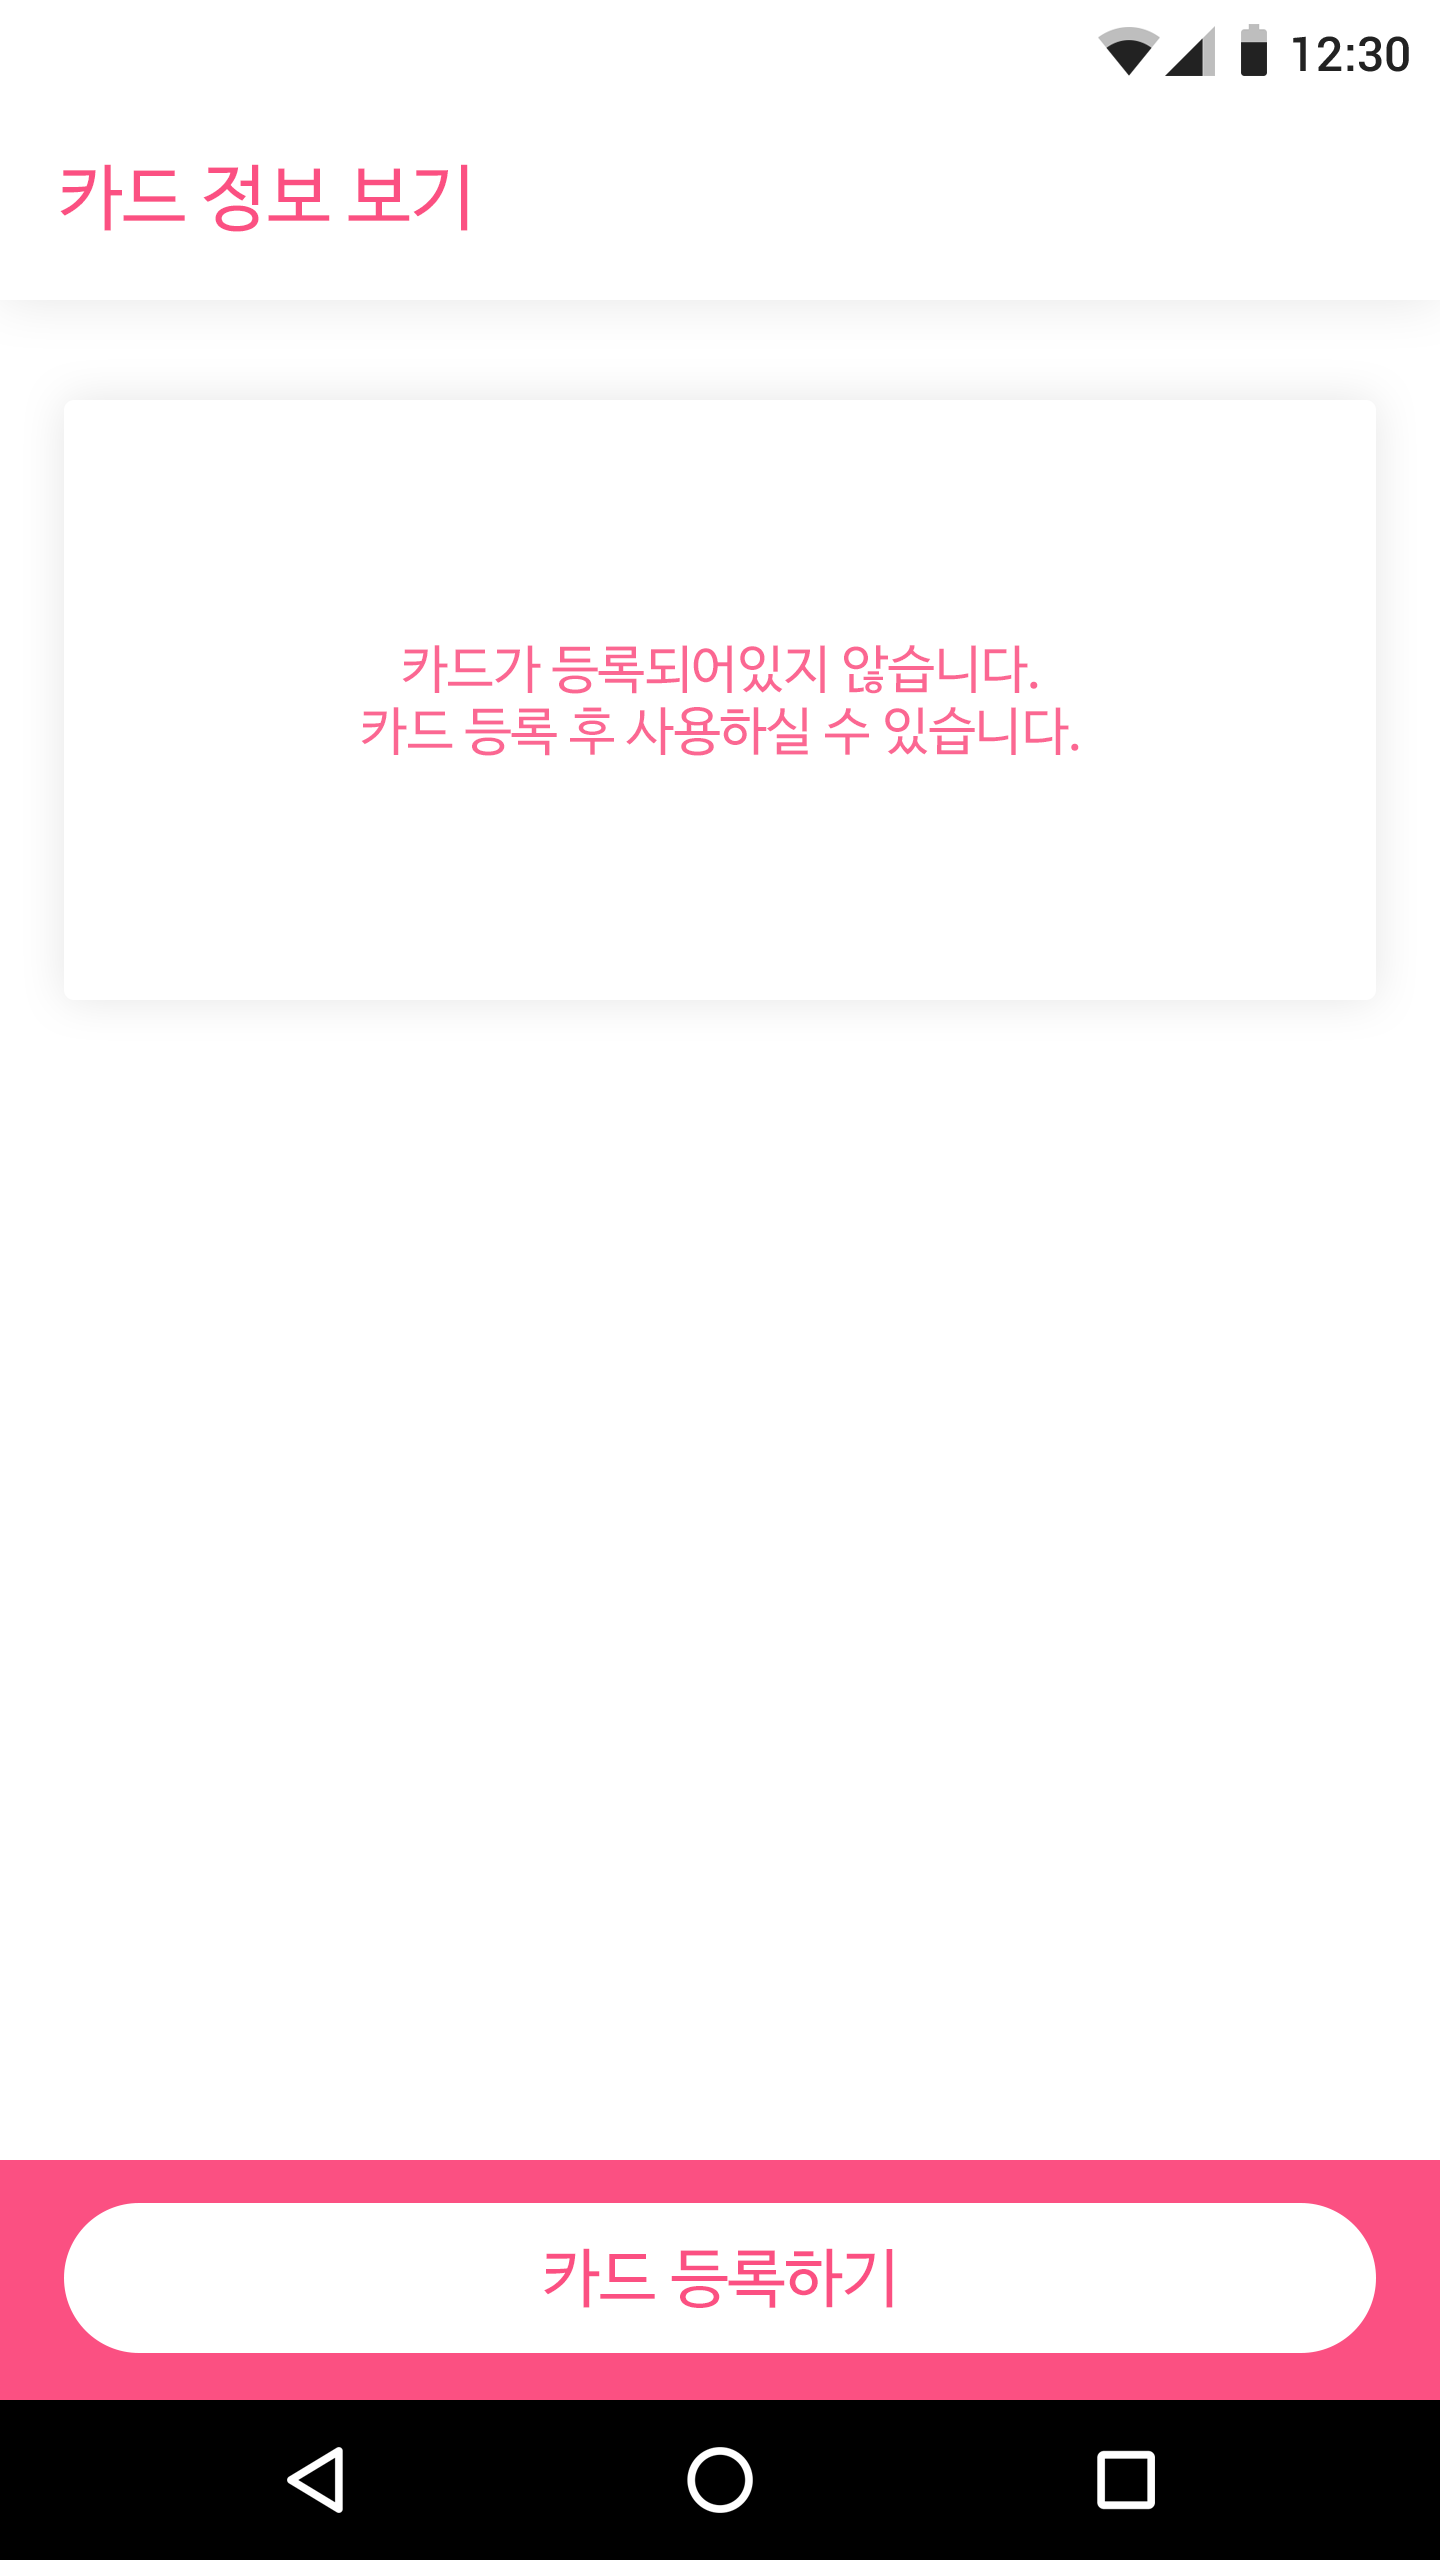 12:30
카드 정보 보기
카드가 등록되어있지 않습니다.
카드 등록 후 사용하실 수 있습니다.
카드 등록하기